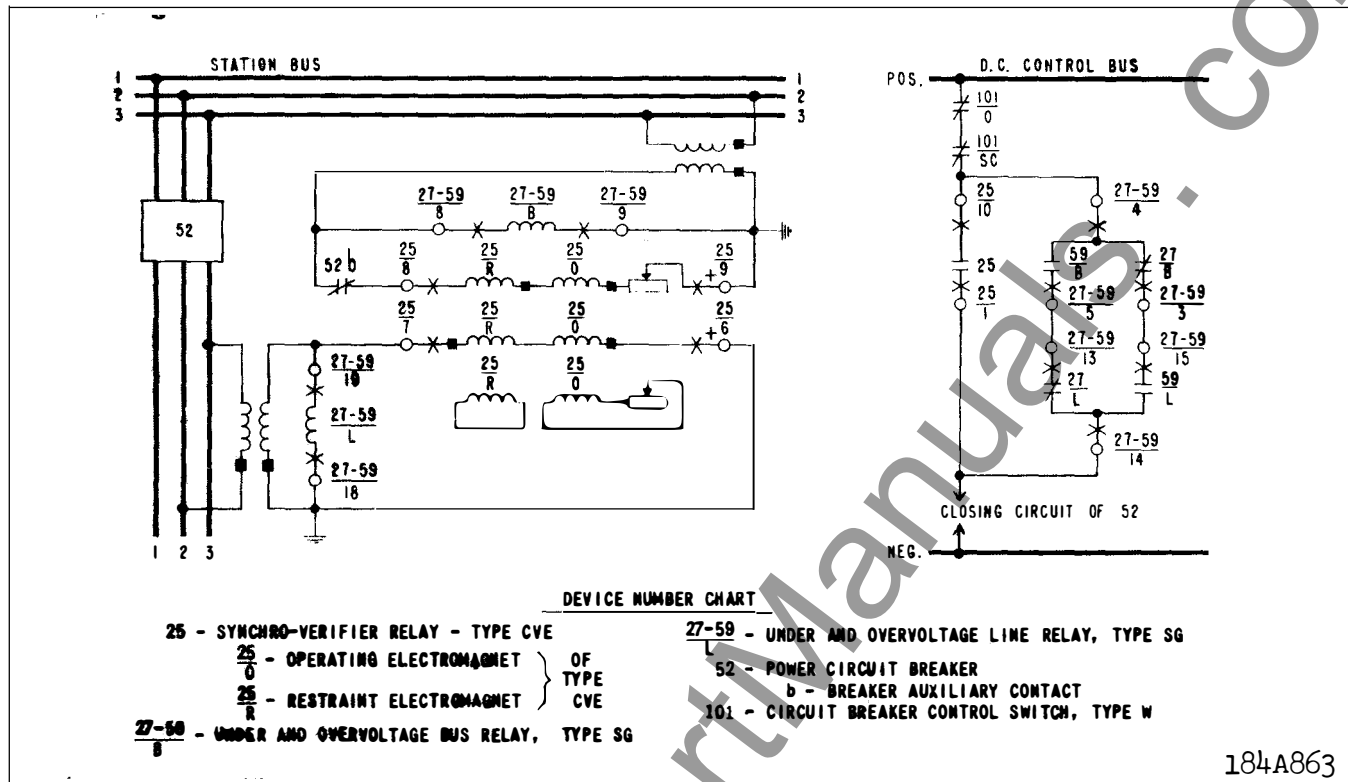 STATION BUS
1 1
2 2
3 3
52
27-59
8
27-59
B
27-59
9
52 b
25
8
25
R
25
O
+ 25
9
25
7
25
R
25
O
+ 25
6
25
R
25
O
27-59
19
27-59
L
27-59
18
1 2 3
POS. D.C. CONTROL BUS
101
O
101
SC
25
10
27-59
4
25
59
B
27
B
25
1
27-59
5
27-59
3
27-59
13
27-59
15
27
L
59
L
27-59
14
CLOSING CIRCUIT OF 52
NEG.
DEVICE NUMBER CHART
25 - SYNCHRO-VERIFIER RELAY - TYPE CVE
25
O - OPERATING ELECTROMAGNET
25
R - RESTRAINT ELECTROMAGNET
OF
TYPE
CVE
27-59
B - UNDER AND OVERVOLTAGE BUS RELAY, TYPE SG
27-59
L - UNDER AND OVERVOLTAGE LINE RELAY, TYPE SG
52 - POWER CIRCUIT BREAKER
b - BREAKER AUXILIARY CONTACT
101 - CIRCUIT BREAKER CONTROL SWITCH, TYPE W
184A863